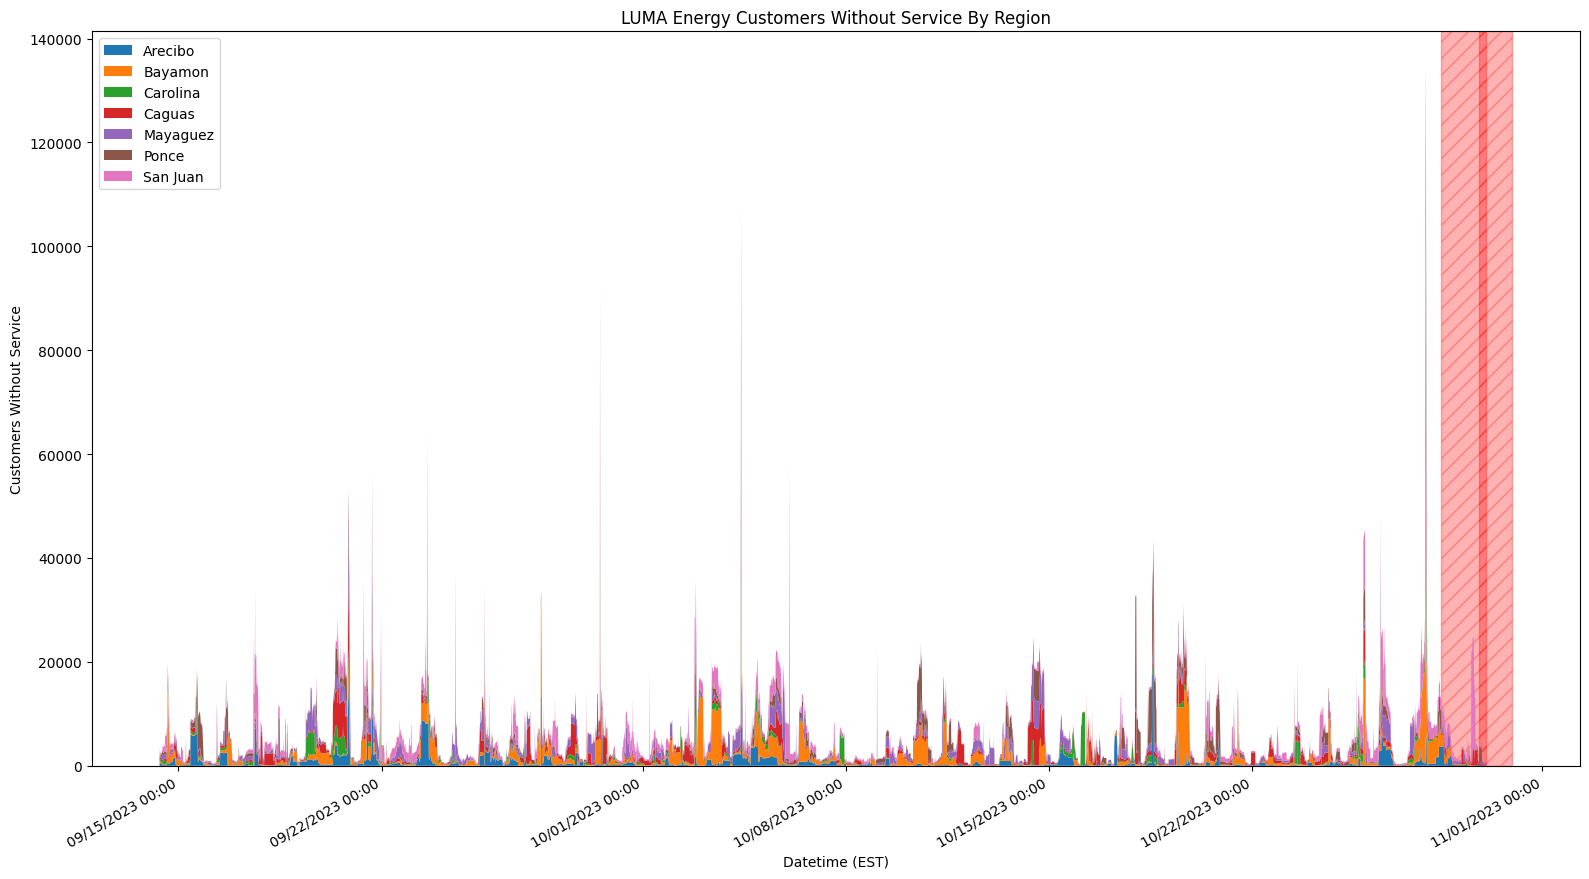 LUMA Energy Customers Without Service By Region
140000
120000
100000
80000
60000
40000
20000
0
Customers Without Service
Arecibo
Bayamon
Carolina
Caguas
Mayaguez
Ponce
San Juan
09/15/2023 00:00
09/22/2023 00:00
10/01/2023 00:00
10/08/2023 00:00
10/15/2023 00:00
10/22/2023 00:00
11/01/2023 00:00
Datetime (EST)